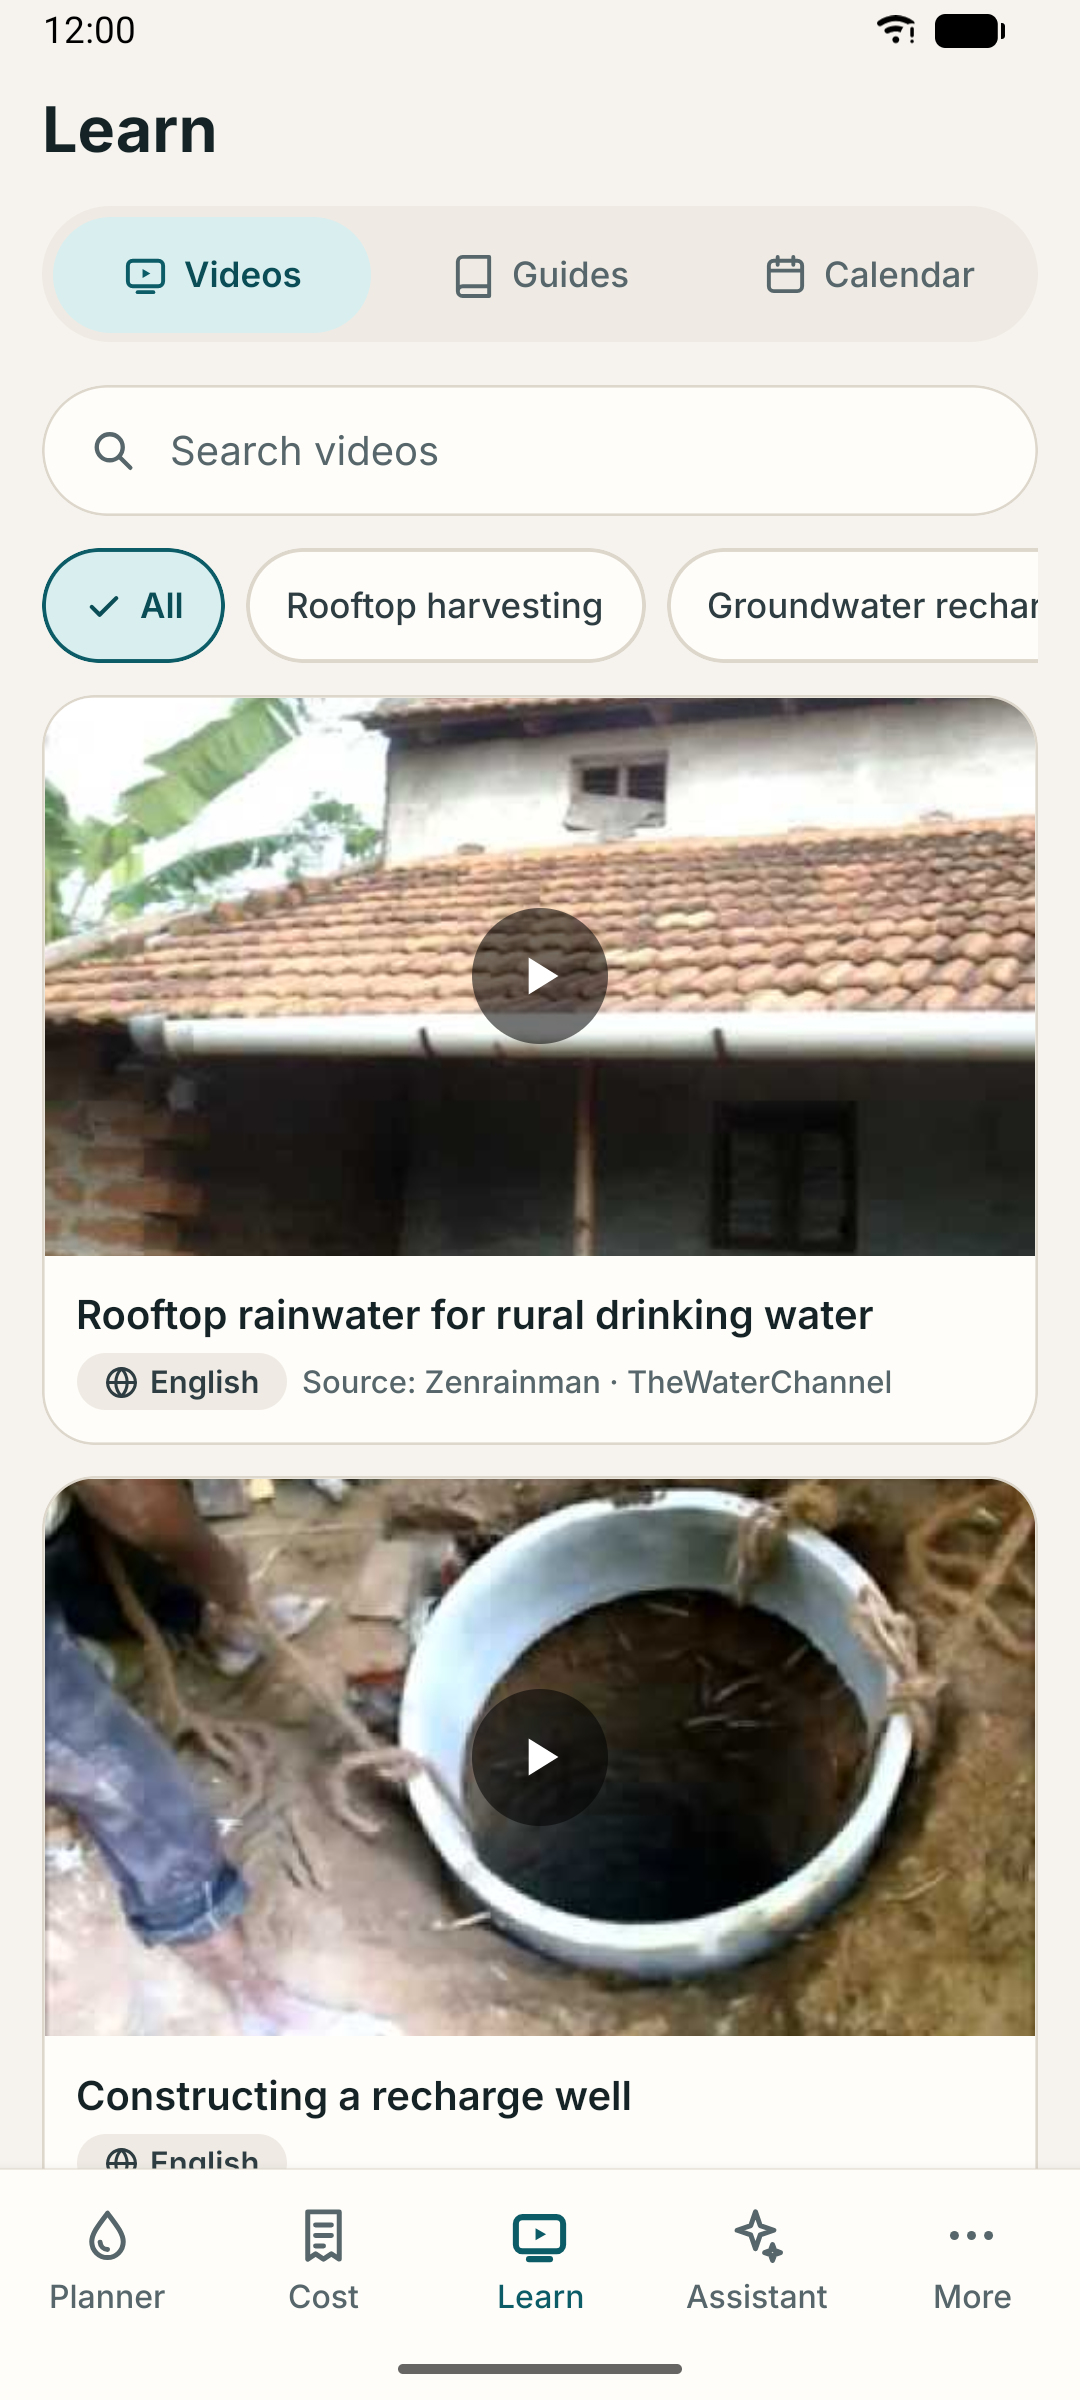 12:00
Learn
Videos
Guides
Calendar
Search videos
All
Rooftop harvesting
Groundwater rechar
Rooftop rainwater for rural drinking water
English
Source: Zenrainman · TheWaterChannel
Constructing a recharge well
English
Planner
Cost
Learn
Assistant
More